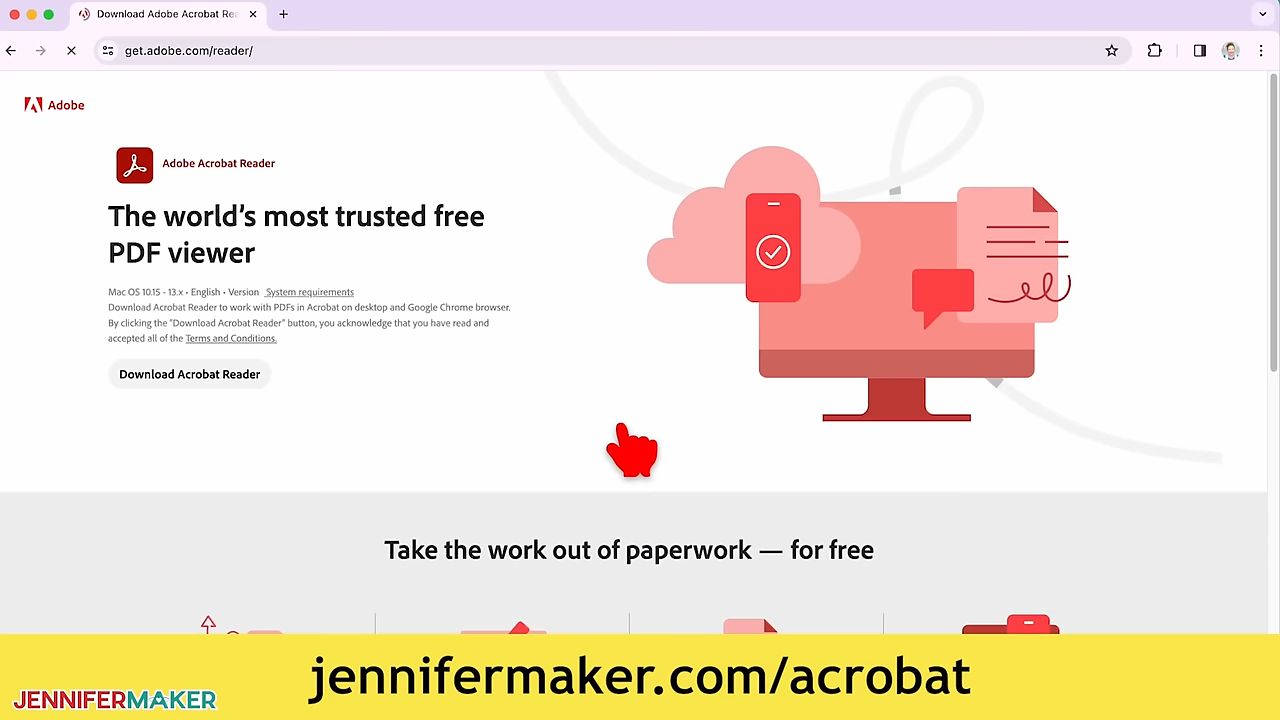 Download Adobe Acrobat Rea
get.adobe.com/reader/
Adobe
Adobe Acrobat Reader
The world's most trusted free
PDF viewer
Mac OS 10.15 - 13.x • English • Version System requirements
Download Acrobat Reader to work with PDFs in Acrobat on desktop and Google Chrome browser.
By clicking the "Download Acrobat Reader" button, you acknowledge that you have read and
accepted all of the Terms and Conditions.
Download Acrobat Reader
Take the work out of paperwork — for free
jennifermaker.com/acrobat
JENNIFERMAKER